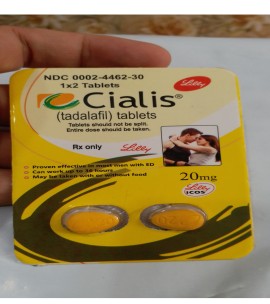 NDC 0002-4462-30
1x2 Tablets
Lilly
Cialis®
(tadalafil) tablets
Tablets should not be split.
Entire dose should be taken.
Rx only
Lilly
Proven effective in most men with ED
Can work up to 36 hours
May be taken with or without food
20mg
Lilly
ICOS